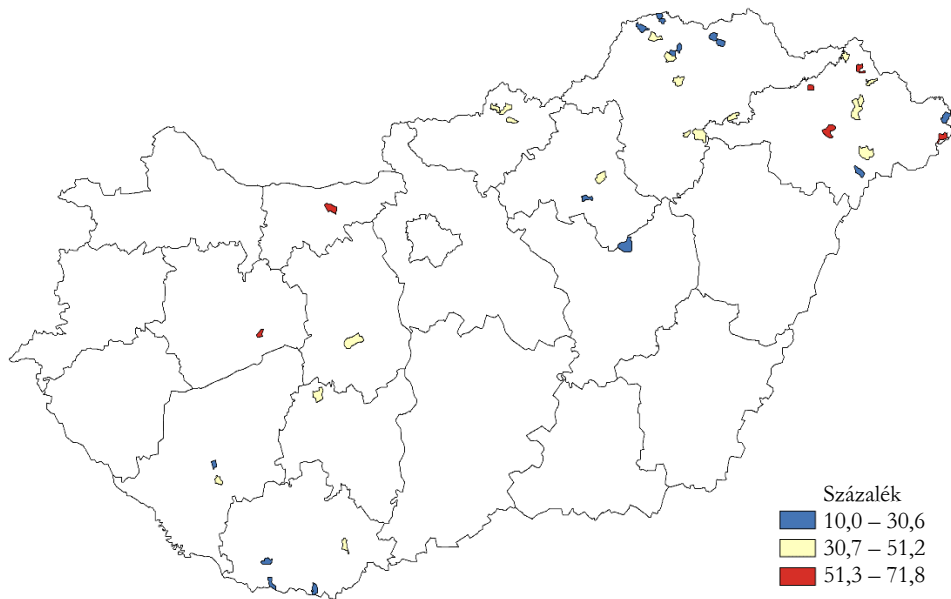 Százalék
10,0 – 30,6
30,7 – 51,2
51,3 – 71,8